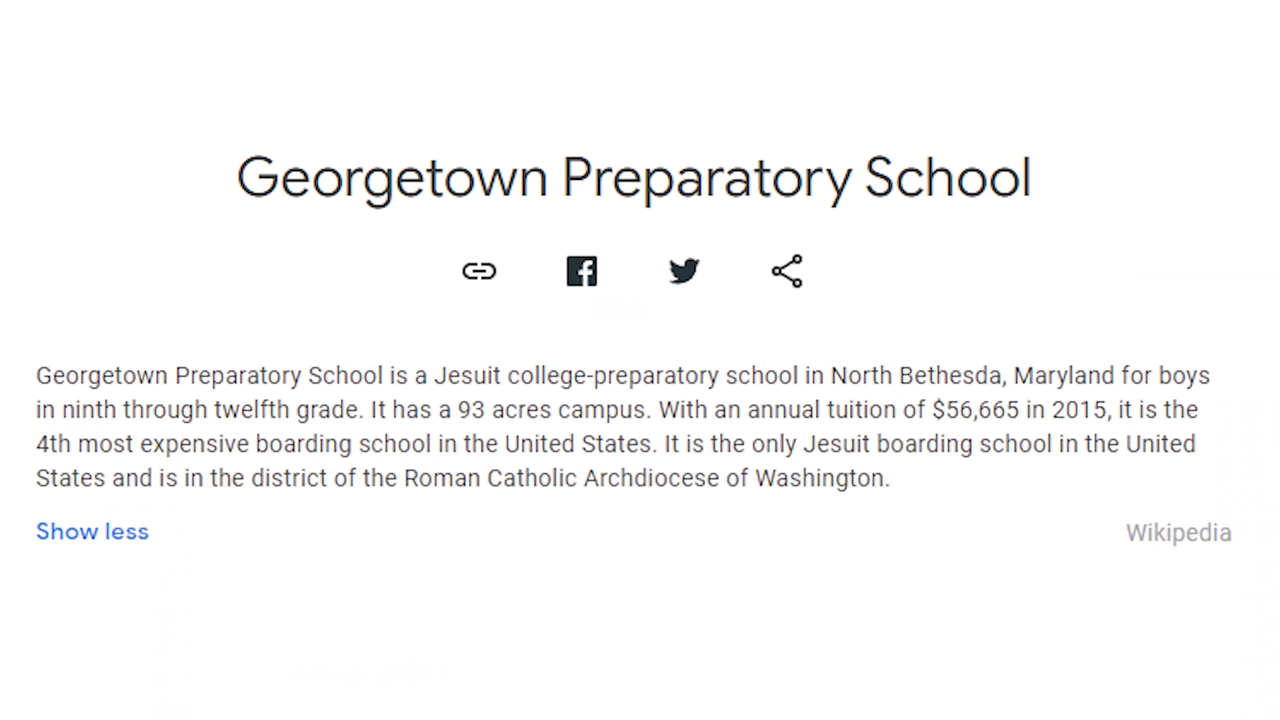 Georgetown Preparatory School
Georgetown Preparatory School is a Jesuit college-preparatory school in North Bethesda, Maryland for boys
in ninth through twelfth grade. It has a 93 acres campus. With an annual tuition of $56,665 in 2015, it is the
4th most expensive boarding school in the United States. It is the only Jesuit boarding school in the United
States and is in the district of the Roman Catholic Archdiocese of Washington.
Show less
Wikipedia